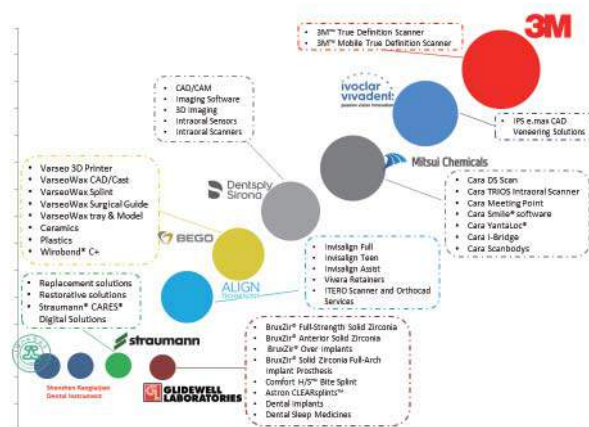 3M
• 3M™ True Definition Scanner
• 3M™ Mobile True Definition Scanner
ivoclar
vivadent
passion vision innovation
• IPS e.max CAD
Veneering Solutions
• CAD/CAM
• Imaging Software
• 3D Imaging
• Intraoral Sensors
• Intraoral Scanners
Mitsui Chemicals
• Cara DS Scan
• Cara TRIOS Intraoral Scanner
• Cara Meeting Point
• Cara Smile® software
• Cara YantaLoc®
• Cara I-Bridge
• Cara Scanbodys
Dentsply
Sirona
• Varseo 3D Printer
• VarseoWax CAD/Cast
• VarseoWax Splint
• VarseoWax Surgical Guide
• VarseoWax tray & Model
• Ceramics
• Plastics
• Wirobond® C+
BEGO
ALIGN
TECHNOLOGY
• Invisalign Full
• Invisalign Teen
• Invisalign Assist
• Vivera Retainers
• ITERO Scanner and Orthocad
Services
• Replacement solutions
• Restorative solutions
• Straumann® CARES®
Digital Solutions
straumann
Shenzhen Kangtaijian
Dental Instrument
GL
GLIDEWELL
LABORATORIES
• BruxZir® Full-Strength Solid Zirconia
• BruxZir® Anterior Solid Zirconia
• BruxZir® Over Implants
• BruxZir® Solid Zirconia Full-Arch
Implant Prosthesis
• Comfort H/S™ Bite Splint
• Astron CLEARsplints™
• Dental Implants
• Dental Sleep Medicines